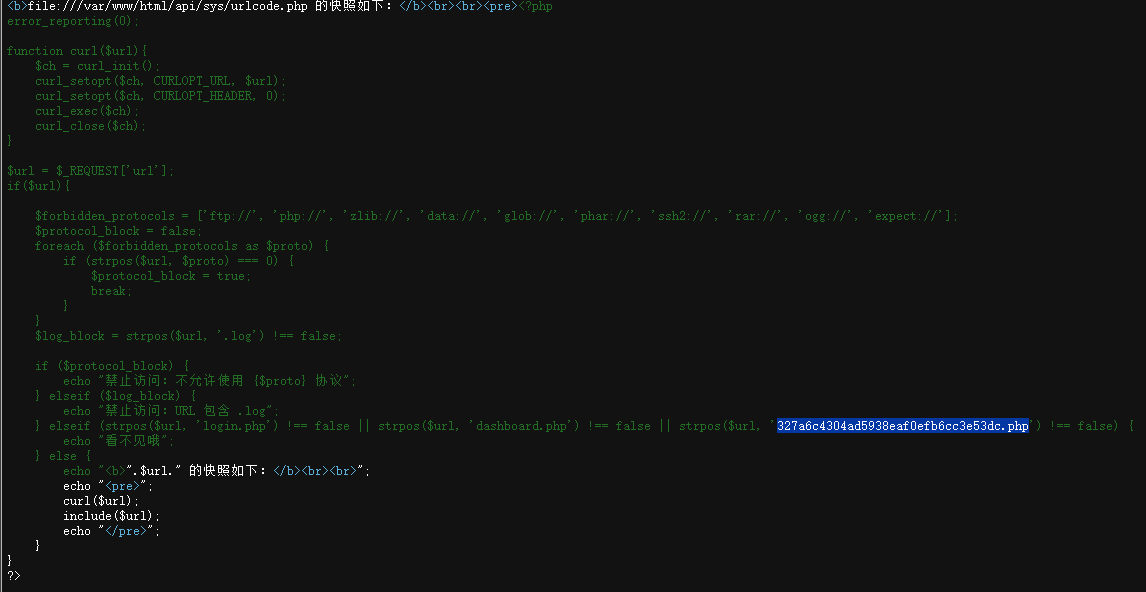 <b>file:///var/www/html/api/sys/urlcode.php 的快照如下：</b><br><br><pre><?php
error_reporting(0);
function curl($url){
$ch = curl_init();
curl_setopt($ch, CURLOPT_URL, $url);
curl_setopt($ch, CURLOPT_HEADER, 0);
curl_exec($ch);
curl_close($ch);
}
$url = $_REQUEST['url'];
if($url){
$forbidden_protocols = ['ftp://', 'php://', 'zlib://', 'data://', 'glob://', 'phar://', 'ssh2://', 'rar://', 'ogg://', 'expect://'];
$protocol_block = false;
foreach ($forbidden_protocols as $proto) {
if (strpos($url, $proto) === 0) {
$protocol_block = true;
break;
}
}
$log_block = strpos($url, '.log') !== false;
if ($protocol_block) {
echo "禁止访问：不允许使用 {$proto} 协议";
} elseif ($log_block) {
echo "禁止访问：URL 包含 .log";
} elseif (strpos($url, 'login.php') !== false || strpos($url, 'dashboard.php') !== false || strpos($url, '327a6c4304ad5938eaf0efb6cc3e53dc.php') !== false) {
echo "看不见哦";
} else {
echo "<b>".$url." 的快照如下：</b><br><br>";
echo "<pre>";
curl($url);
include($url);
echo "</pre>";
}
}
?>